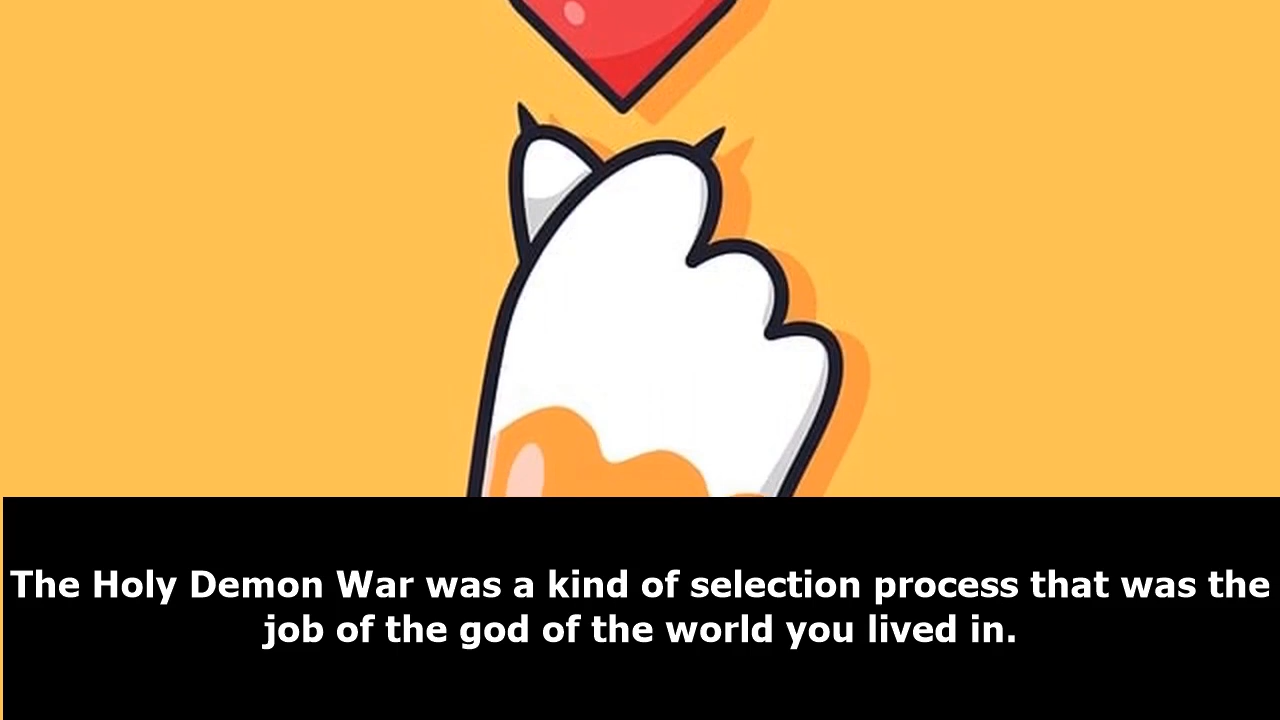 The Holy Demon War was a kind of selection process that was the
job of the god of the world you lived in.